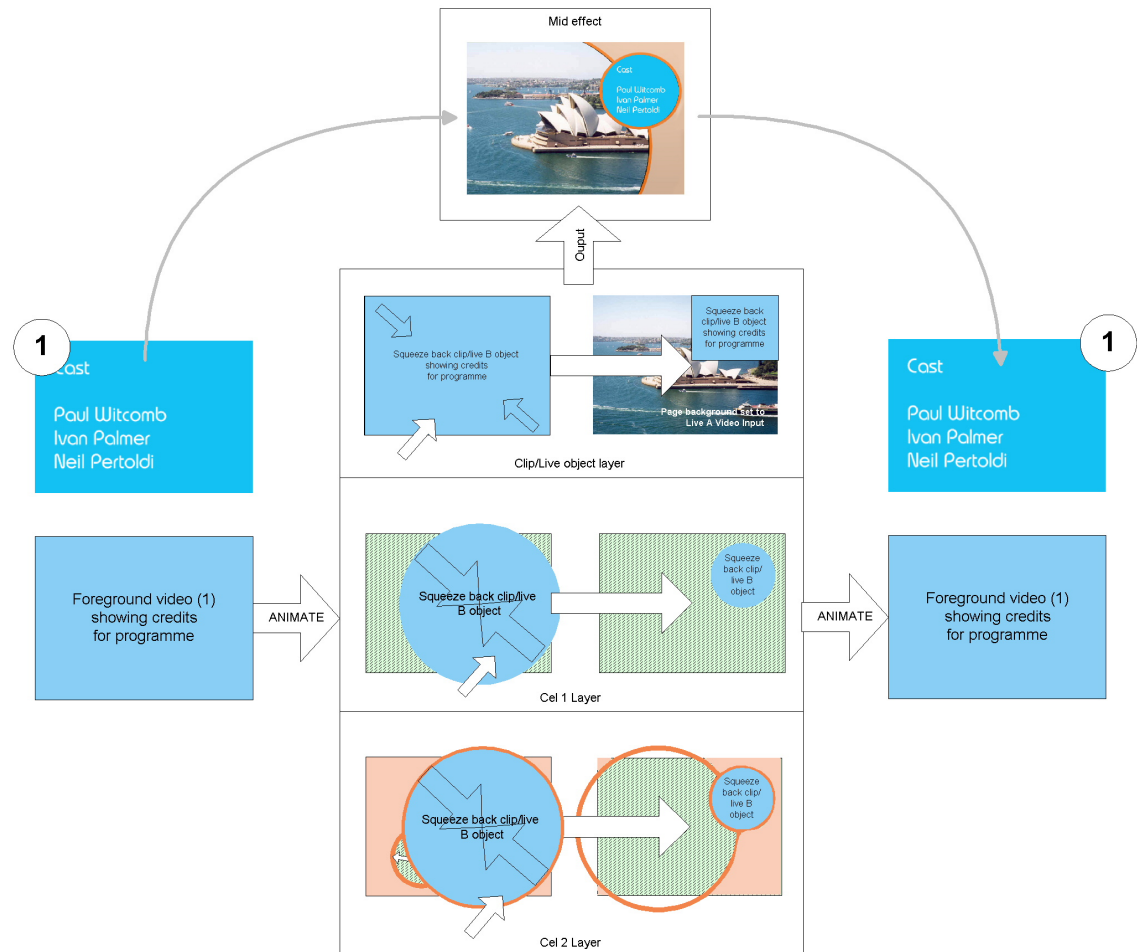 Mid effect
Cast
Paul Witcomb
Ivan Palmer
Neil Pertoldi
Ouput
1
Cast
Paul Witcomb
Ivan Palmer
Neil Pertoldi
Squeeze back clip/live B object
showing credits
for programme
Squeeze back
clip/live B object
showing credits
for programme
Page background set to
Live A Video Input
Clip/Live object layer
1
Cast
Paul Witcomb
Ivan Palmer
Neil Pertoldi
Foreground video (1)
showing credits
for programme
ANIMATE
Squeeze back clip/live
B object
Squeeze
back clip/
live B
object
Cel 1 Layer
ANIMATE
Foreground video (1)
showing credits
for programme
Squeeze back clip/live
B object
Squeeze
back clip/
live B
object
Cel 2 Layer